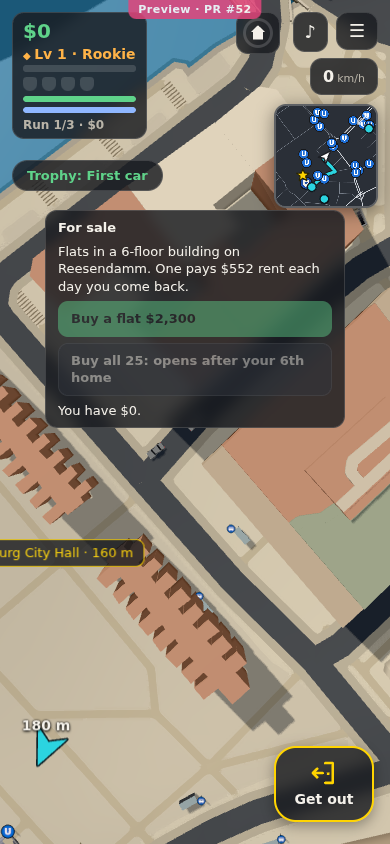 Preview · PR #52
$0
Lv 1 · Rookie
Run 1/3 · $0
0 km/h
Trophy: First car
For sale
Flats in a 6-floor building on
Reesendamm. One pays $552 rent each
day you come back.
Buy a flat $2,300
Buy all 25: opens after your 6th
home
You have $0.
urg City Hall · 160 m
180 m
Get out
U